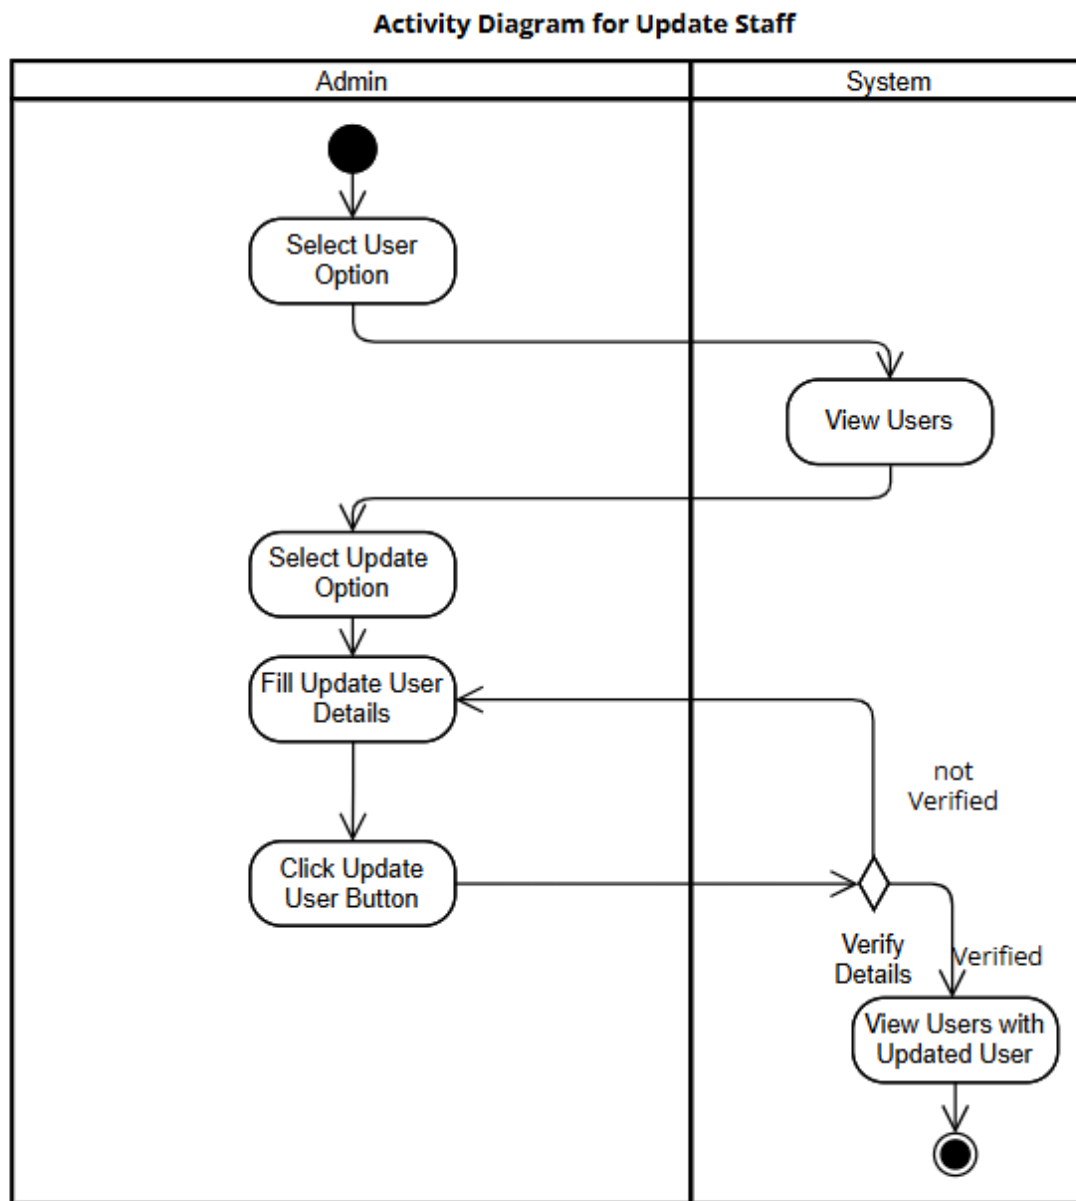 Activity Diagram for Update Staff
Admin
System
Select User
Option
View Users
Select Update
Option
Fill Update User
Details
not
Verified
Click Update
User Button
Verify
Details
Verified
View Users with
Updated User